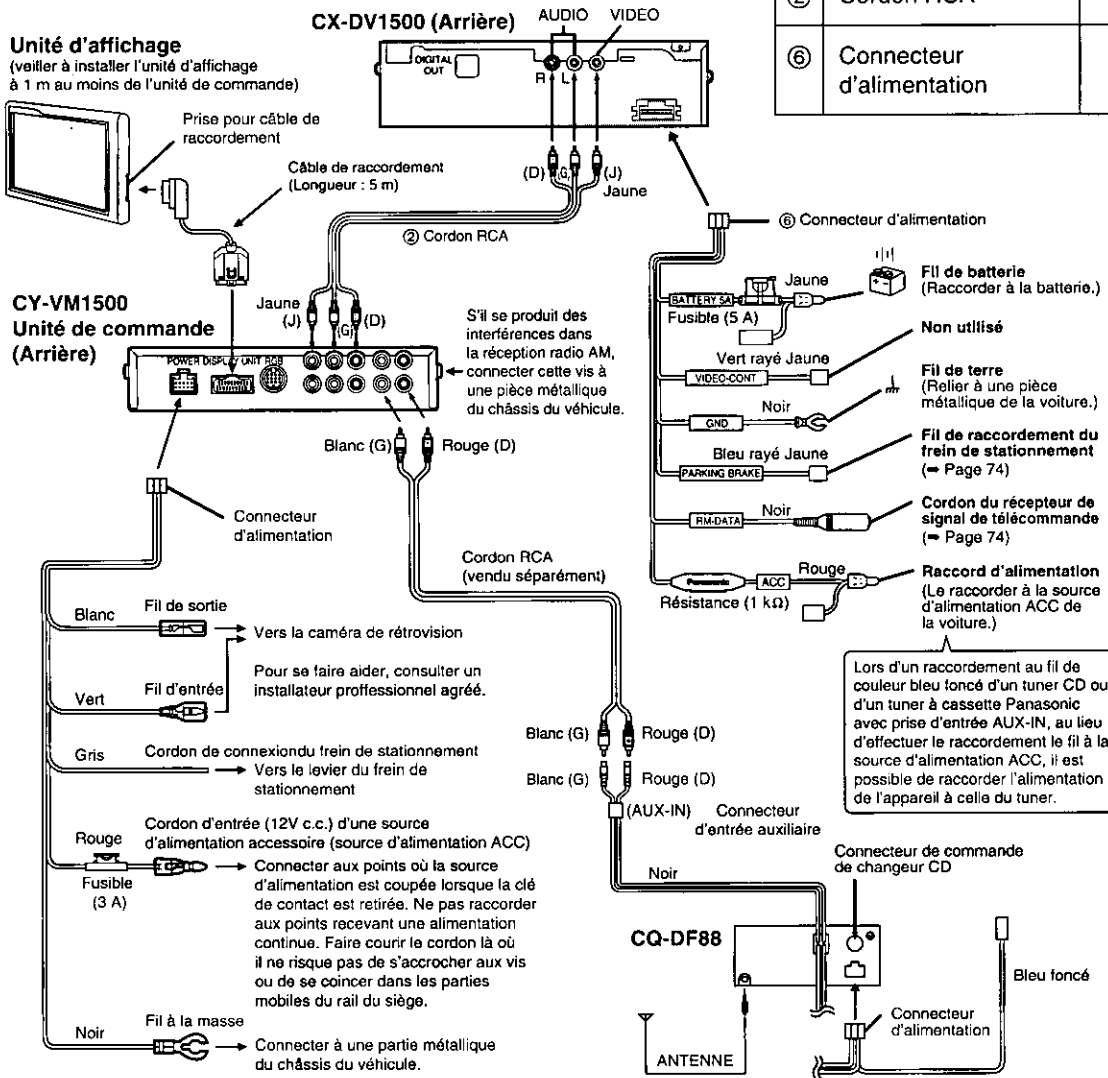 CX-DV1500 (Arrière)
AUDIO VIDEO
DIGITAL
OUT
R L
②
⑥ Connecteur
d'alimentation
Unité d'affichage
(veiller à installer l'unité d'affichage
à 1 m au moins de l'unité de commande)
Prise pour câble de
raccordement
Câble de raccordement
(Longueur : 5 m)
(D) (G) (J)
Jaune
② Cordon RCA
CY-VM1500
Unité de commande
(Arrière)
Jaune
(J) (G) (D)
POWER DISPLAY UNIT RGB
S'il se produit des
interférences dans
la réception radio AM,
connecter cette vis à
une pièce métallique
du châssis du véhicule.
Blanc (G) Rouge (D)
⑥ Connecteur d'alimentation
BATTERY 5A
Jaune
Fusible (5 A)
Fil de batterie
(Raccorder à la batterie.)
Vert rayé Jaune
VIDEO-CONT
Non utilisé
Noir
GND
Fil de terre
(Relier à une pièce
métallique de la voiture.)
Bleu rayé Jaune
PARKING BRAKE
Fil de raccordement du
frein de stationnement
(➡ Page 74)
RM-DATA
Noir
Cordon du récepteur de
signal de télécommande
(➡ Page 74)
Panasonic
ACC
Rouge
Résistance (1 kΩ)
Raccord d'alimentation
(Le raccorder à la source
d'alimentation ACC de
la voiture.)
Lors d'un raccordement au fil de
couleur bleu foncé d'un tuner CD ou
d'un tuner à cassette Panasonic
avec prise d'entrée AUX-IN, au lieu
d'effectuer le raccordement le fil à la
source d'alimentation ACC, il est
possible de raccorder l'alimentation
de l'appareil à celle du tuner.
Connecteur
d'alimentation
Blanc
Fil de sortie
Vers la caméra de rétrovision
Vert
Fil d'entrée
Pour se faire aider, consulter un
installateur proffessionnel agréé.
Gris
Cordon de connexiondu frein de stationnement
Vers le levier du frein de
stationnement
Rouge
Fusible
(3 A)
Cordon d'entrée (12V c.c.) d'une source
d'alimentation accessoire (source d'alimentation ACC)
Connecter aux points où la source
d'alimentation est coupée lorsque la clé
de contact est retirée. Ne pas raccorder
aux points recevant une alimentation
continue. Faire courir le cordon là où
il ne risque pas de s'accrocher aux vis
ou de se coincer dans les parties
mobiles du rail du siège.
Noir
Fil à la masse
Connecter à une partie métallique
du châssis du véhicule.
Cordon RCA
(vendu séparément)
Blanc (G) Rouge (D)
Blanc (G) Rouge (D)
(AUX-IN) Connecteur
d'entrée auxiliaire
Noir
Connecteur de commande
de changeur CD
CQ-DF88
Bleu foncé
Connecteur
d'alimentation
ANTENNE